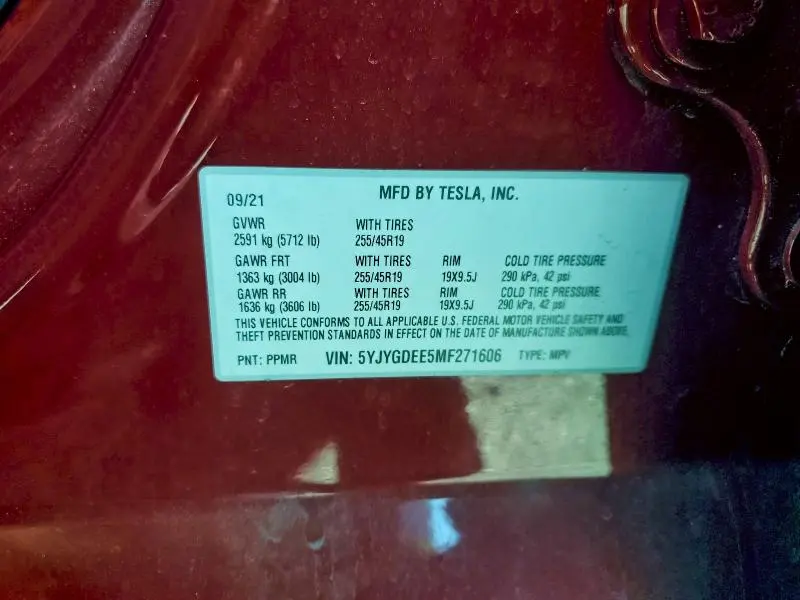 09/21 MFD BY TESLA, INC.
GVWR WITH TIRES
2591 kg (5712 lb) 255/45R19
GAWR FRT WITH TIRES RIM COLD TIRE PRESSURE
1363 kg (3004 lb) 255/45R19 19X9.5J 290 kPa, 42 psi
GAWR RR WITH TIRES RIM COLD TIRE PRESSURE
1636 kg (3606 lb) 255/45R19 19X9.5J 290 kPa, 42 psi
THIS VEHICLE CONFORMS TO ALL APPLICABLE U.S. FEDERAL MOTOR VEHICLE SAFETY AND
THEFT PREVENTION STANDARDS IN EFFECT ON THE DATE OF MANUFACTURE SHOWN ABOVE.
PNT: PPMR VIN: 5YJYGDEE5MF271606 TYPE: MPV